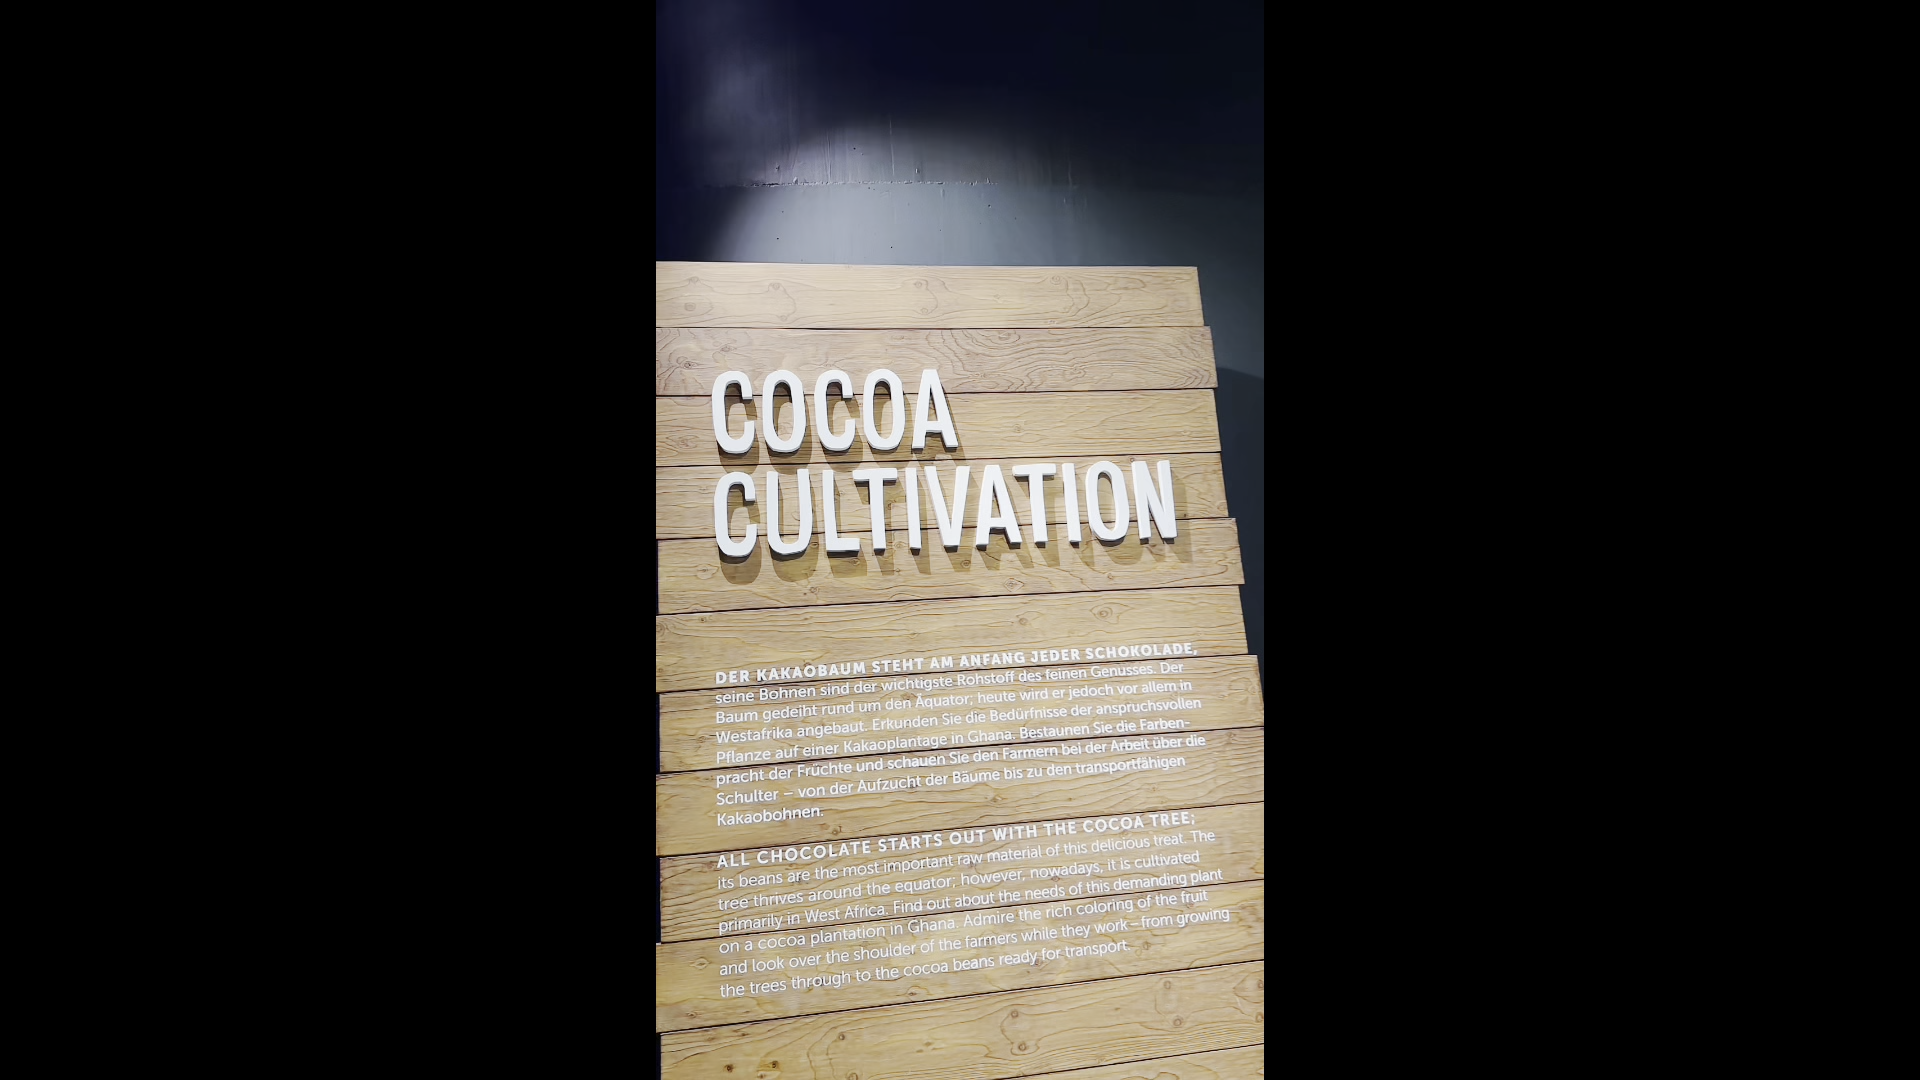 COCOA
CULTIVATION
DER KAKAOBAUM STEHT AM ANFANG JEDER SCHOKOLADE,
seine Bohnen sind der wichtigste Rohstoff des feinen Genusses. Der
Baum gedeiht rund um den Äquator; heute wird er jedoch vor allem in
Westafrika angebaut. Erkunden Sie die Bedürfnisse der anspruchsvollen
Pflanze auf einer Kakaoplantage in Ghana. Bestaunen Sie die Farben-
pracht der Früchte und schauen Sie den Farmern bei der Arbeit über die
Schulter – von der Aufzucht der Bäume bis zu den transportfähigen
Kakaobohnen.
ALL CHOCOLATE STARTS OUT WITH THE COCOA TREE;
its beans are the most important raw material of this delicious treat. The
tree thrives around the equator; however, nowadays, it is cultivated
primarily in West Africa. Find out about the needs of this demanding plant
on a cocoa plantation in Ghana. Admire the rich coloring of the fruit
and look over the shoulder of the farmers while they work – from growing
the trees through to the cocoa beans ready for transport.